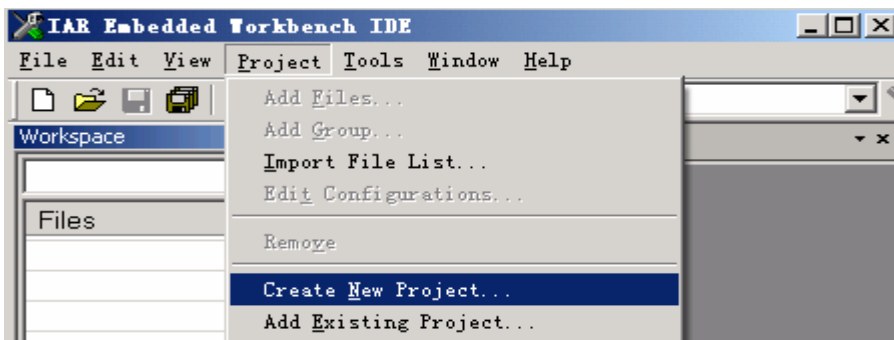 IAR Embedded Workbench IDE
File Edit View Project Tools Window Help
Add Files...
Workspace
Add Group...
Import File List...
Edit Configurations...
Files
Remove
Create New Project...
Add Existing Project...